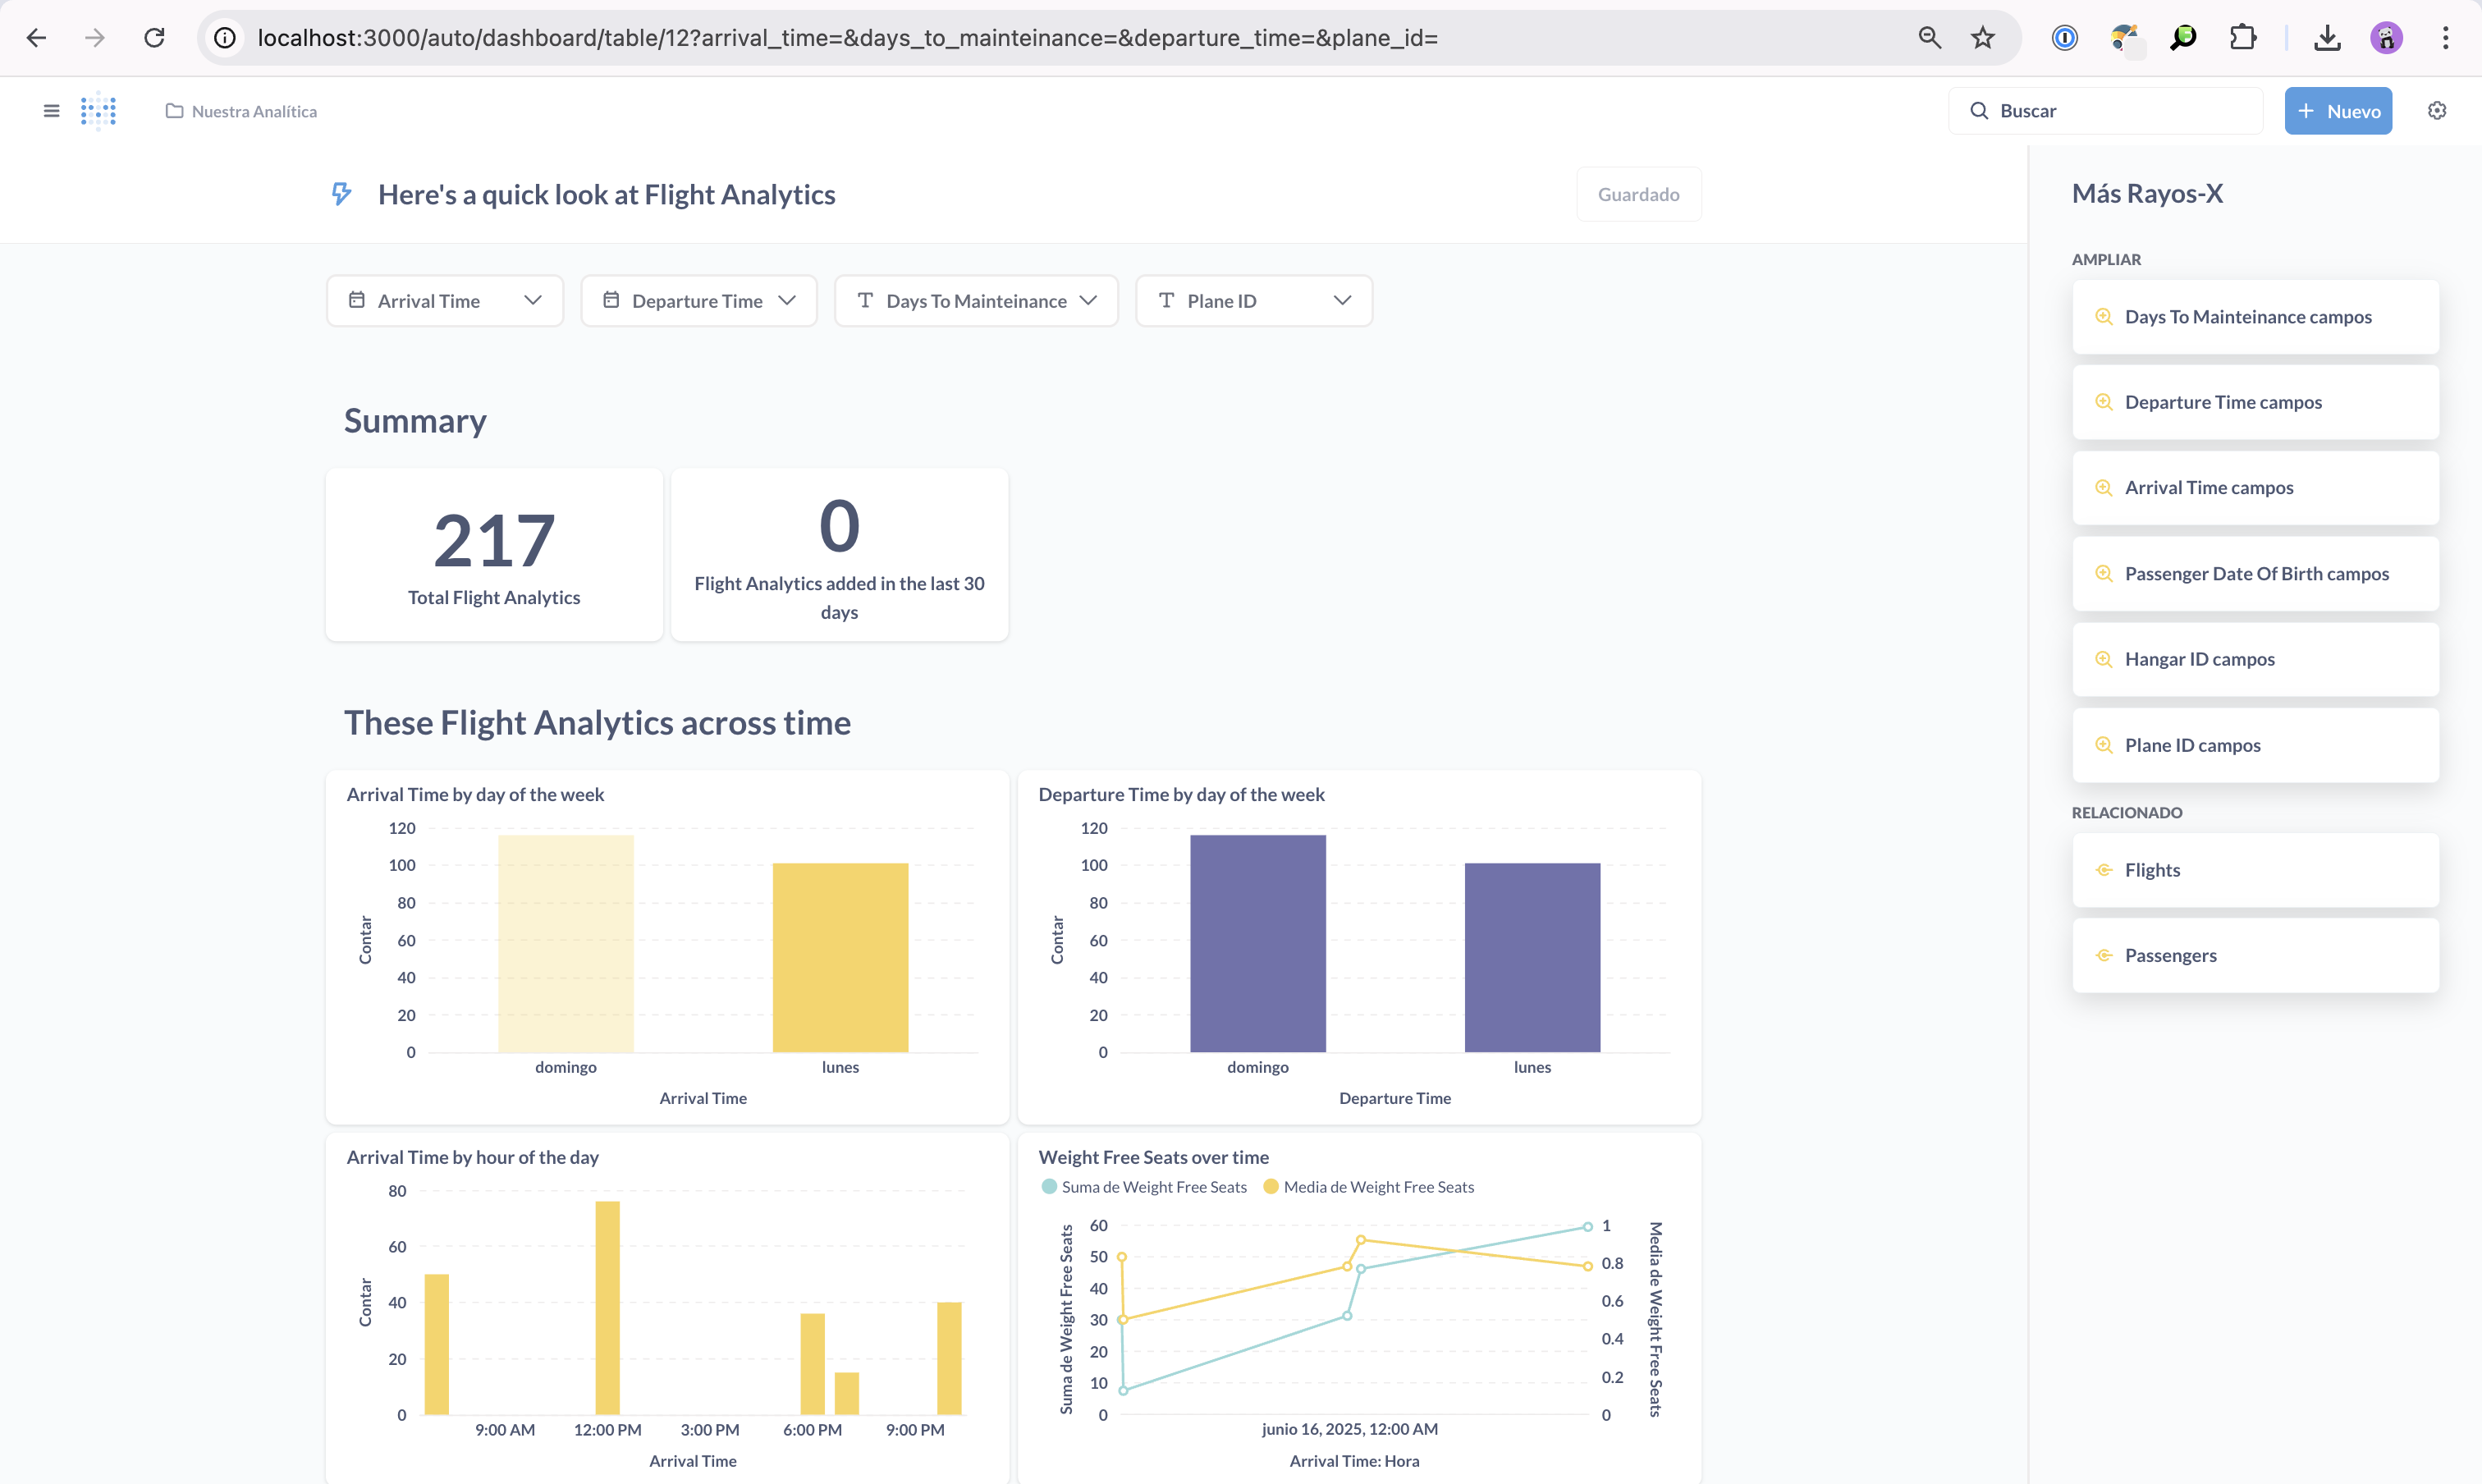 localhost:3000/auto/dashboard/table/12?arrival_time=&days_to_mainteinance=&departure_time=&plane_id=
Nuestra Analítica
Buscar
+ Nuevo
Here's a quick look at Flight Analytics
Guardado
Arrival Time
Departure Time
Days To Mainteinance
Plane ID
Summary
217
Total Flight Analytics
0
Flight Analytics added in the last 30
days
These Flight Analytics across time
Arrival Time by day of the week
120
100
80
60
40
20
0
Contar
domingo
lunes
Arrival Time
Departure Time by day of the week
120
100
80
60
40
20
0
Contar
domingo
lunes
Departure Time
Arrival Time by hour of the day
80
60
40
20
0
Contar
9:00 AM
12:00 PM
3:00 PM
6:00 PM
9:00 PM
Arrival Time
Weight Free Seats over time
Suma de Weight Free Seats
Media de Weight Free Seats
60
50
40
30
20
10
0
Suma de Weight Free Seats
1
0.8
0.6
0.4
0.2
0
Media de Weight Free Seats
junio 16, 2025, 12:00 AM
Arrival Time: Hora
Más Rayos-X
AMPLIAR
Days To Mainteinance campos
Departure Time campos
Arrival Time campos
Passenger Date Of Birth campos
Hangar ID campos
Plane ID campos
RELACIONADO
Flights
Passengers